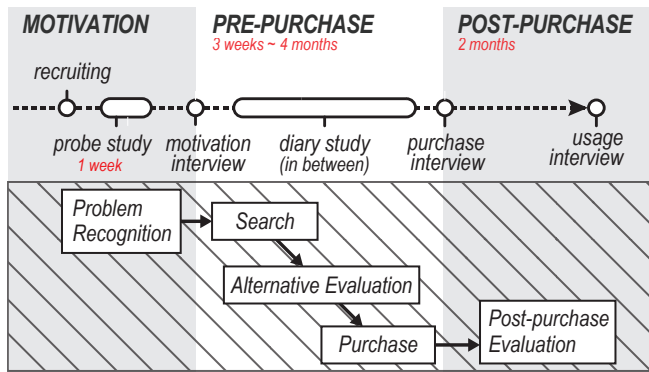 MOTIVATION
PRE-PURCHASE
POST-PURCHASE
3 weeks ~ 4 months
2 months
recruiting
probe study
1 week
motivation
interview
diary study
(in between)
purchase
interview
usage
interview
Problem
Recognition
Search
Alternative Evaluation
Purchase
Post-purchase
Evaluation